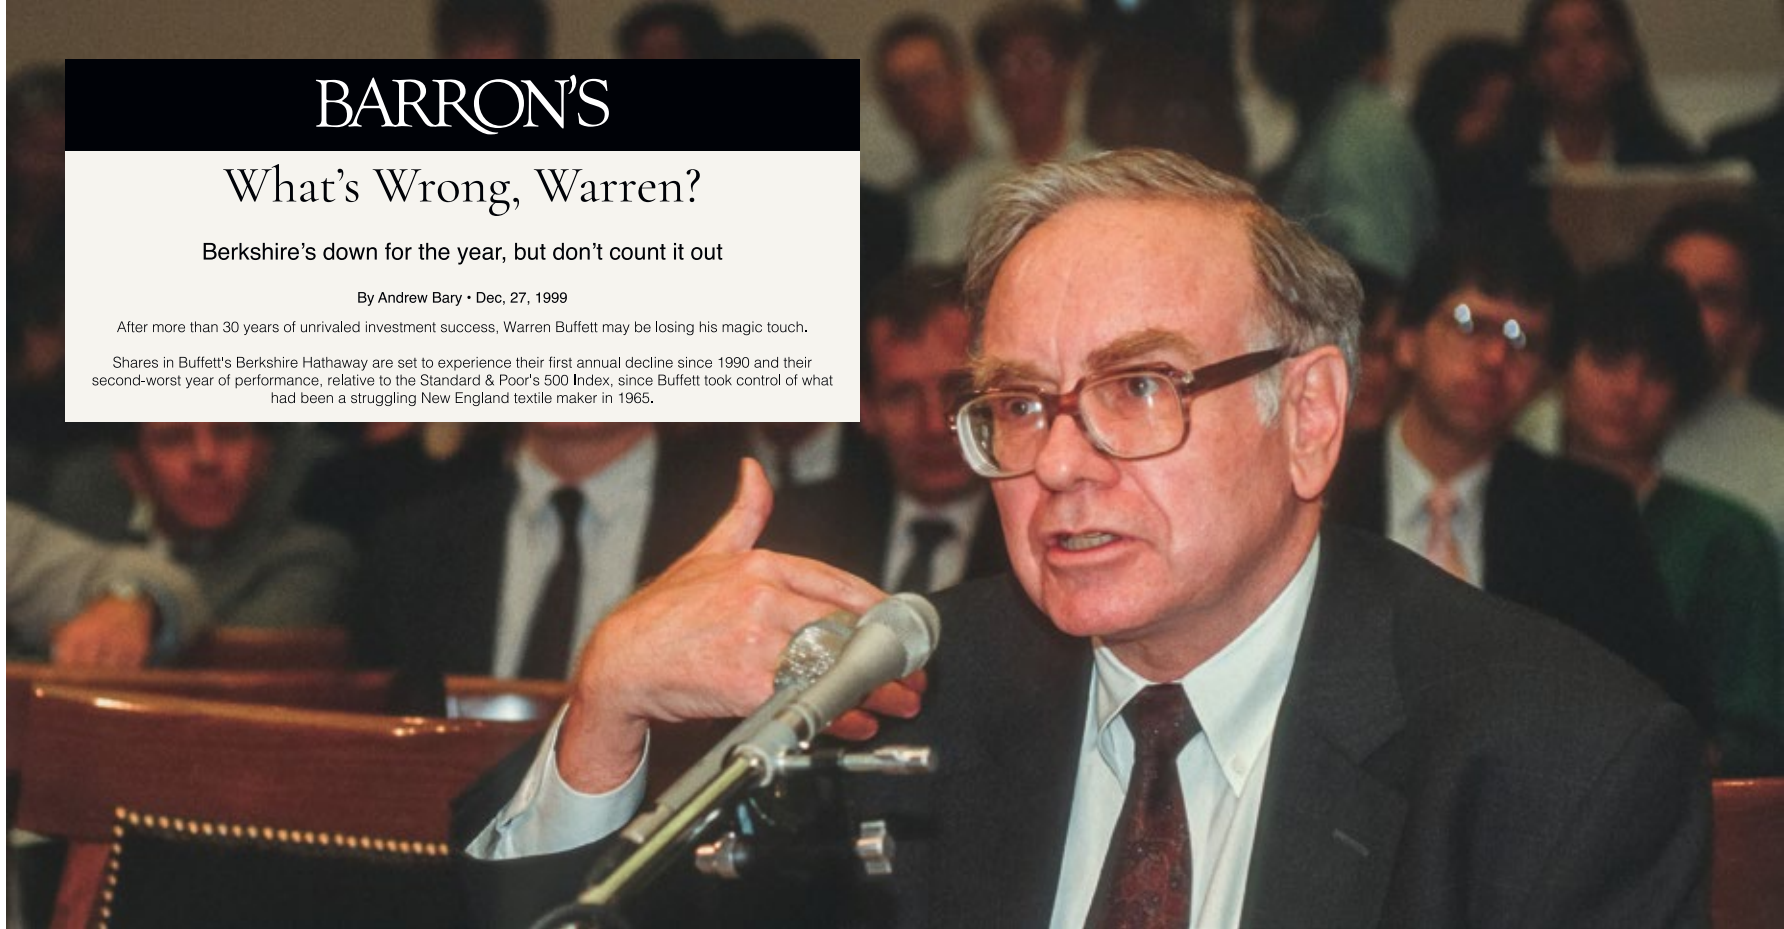 BARRON'S
What's Wrong, Warren?
Berkshire's down for the year, but don't count it out
By Andrew Bary • Dec, 27, 1999
After more than 30 years of unrivaled investment success, Warren Buffett may be losing his magic touch.
Shares in Buffett's Berkshire Hathaway are set to experience their first annual decline since 1990 and their
second-worst year of performance, relative to the Standard & Poor's 500 Index, since Buffett took control of what
had been a struggling New England textile maker in 1965.